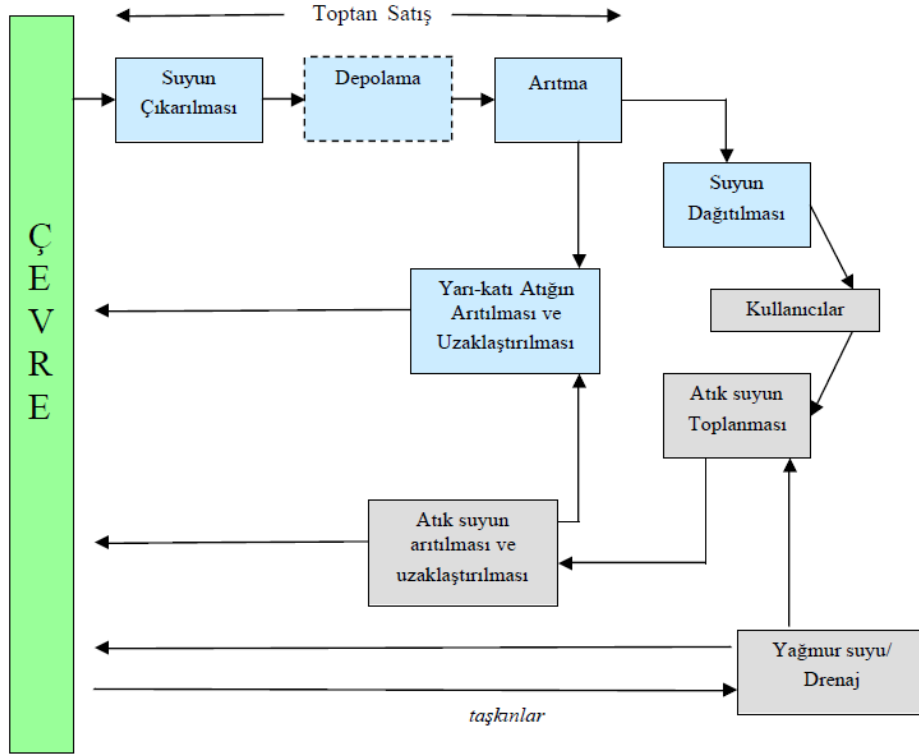 Toptan Satış
Suyun
Çıkarılması
Depolama
Arıtma
Suyun
Dağıtılması
Ç
E
V
R
E
Yarı-katı Atığın
Arıtılması ve
Uzaklaştırılması
Kullanıcılar
Atık suyun
Toplanması
Atık suyun
arıtılması ve
uzaklaştırılması
Yağmur suyu/
Drenaj
taşkınlar